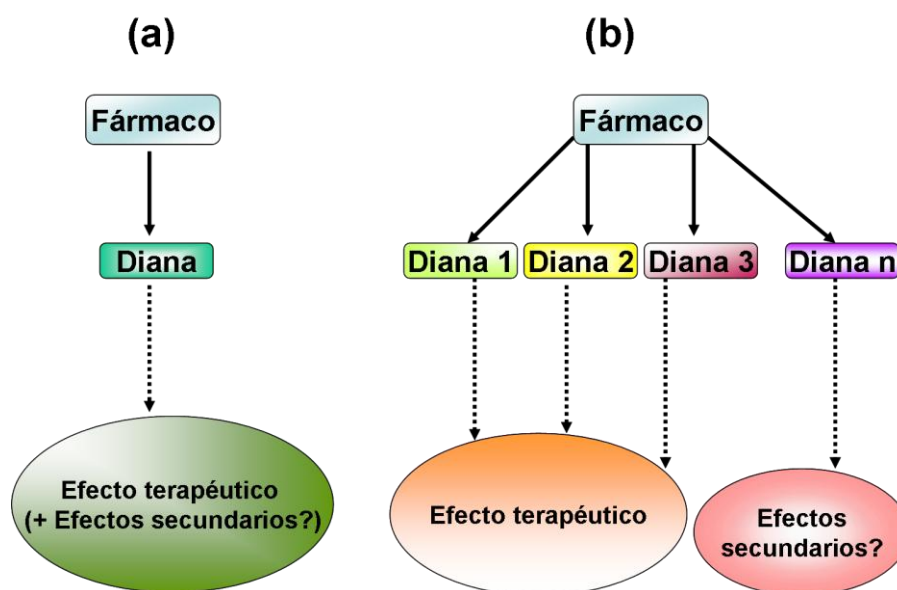 (a)
Fármaco
Diana
Efecto terapéutico
(+ Efectos secundarios?)
(b)
Fármaco
Diana 1
Diana 2
Diana 3
Diana n
Efecto terapéutico
Efectos
secundarios?